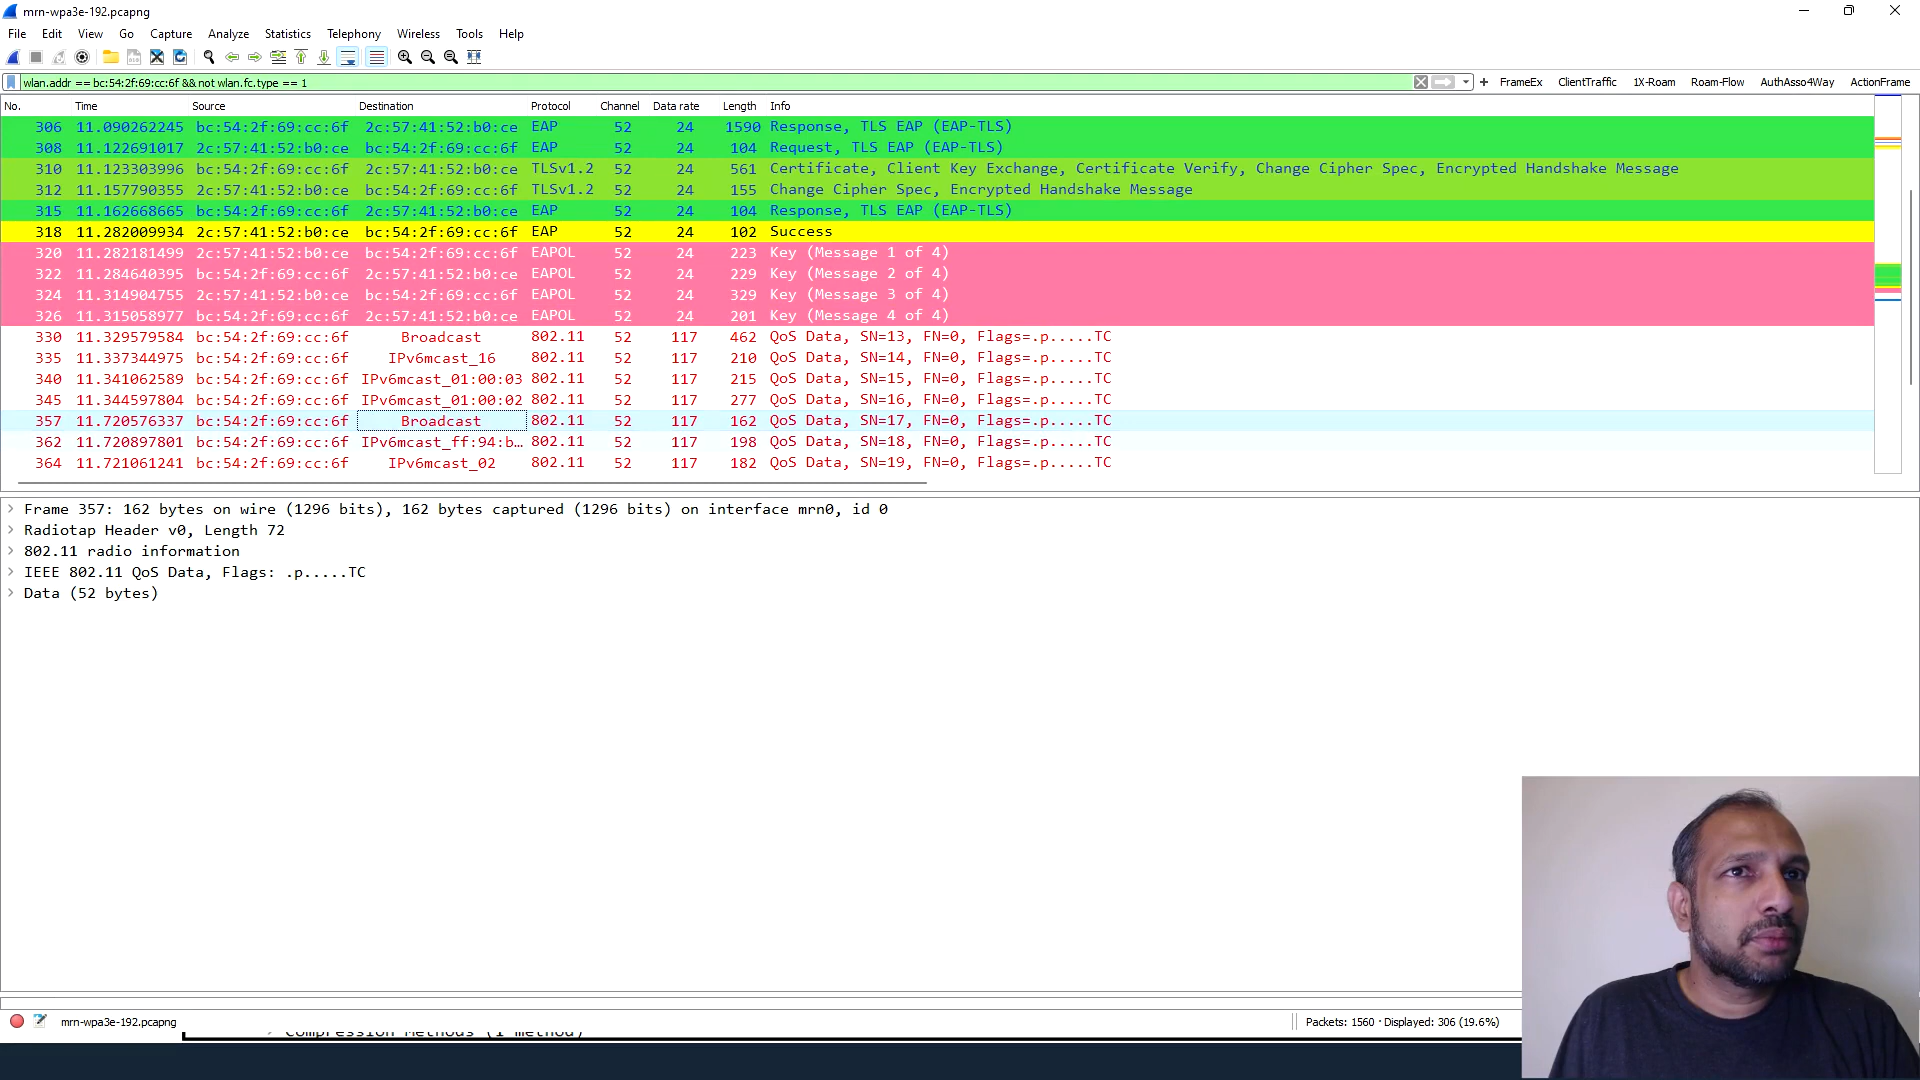 mrn-wpa3e-192.pcapng
File Edit View Go Capture Analyze Statistics Telephony Wireless Tools Help
wlan.addr == bc:54:2f:69:cc:6f && not wlan.fc.type == 1 + FrameEx ClientTraffic 1X-Roam Roam-Flow AuthAsso4Way ActionFrame
No. Time Source Destination Protocol Channel Data rate Length Info
306 11.090262245 bc:54:2f:69:cc:6f 2c:57:41:52:b0:ce EAP 52 24 1590 Response, TLS EAP (EAP-TLS)
308 11.122691017 2c:57:41:52:b0:ce bc:54:2f:69:cc:6f EAP 52 24 104 Request, TLS EAP (EAP-TLS)
310 11.123303996 bc:54:2f:69:cc:6f 2c:57:41:52:b0:ce TLSv1.2 52 24 561 Certificate, Client Key Exchange, Certificate Verify, Change Cipher Spec, Encrypted Handshake Message
312 11.157790355 2c:57:41:52:b0:ce bc:54:2f:69:cc:6f TLSv1.2 52 24 155 Change Cipher Spec, Encrypted Handshake Message
315 11.162668665 bc:54:2f:69:cc:6f 2c:57:41:52:b0:ce EAP 52 24 104 Response, TLS EAP (EAP-TLS)
318 11.282009934 2c:57:41:52:b0:ce bc:54:2f:69:cc:6f EAP 52 24 102 Success
320 11.282181499 2c:57:41:52:b0:ce bc:54:2f:69:cc:6f EAPOL 52 24 223 Key (Message 1 of 4)
322 11.284640395 bc:54:2f:69:cc:6f 2c:57:41:52:b0:ce EAPOL 52 24 229 Key (Message 2 of 4)
324 11.314904755 2c:57:41:52:b0:ce bc:54:2f:69:cc:6f EAPOL 52 24 329 Key (Message 3 of 4)
326 11.315058977 bc:54:2f:69:cc:6f 2c:57:41:52:b0:ce EAPOL 52 24 201 Key (Message 4 of 4)
330 11.329579584 bc:54:2f:69:cc:6f Broadcast 802.11 52 117 462 QoS Data, SN=13, FN=0, Flags=.p.....TC
335 11.337344975 bc:54:2f:69:cc:6f IPv6mcast_16 802.11 52 117 210 QoS Data, SN=14, FN=0, Flags=.p.....TC
340 11.341062589 bc:54:2f:69:cc:6f IPv6mcast_01:00:03 802.11 52 117 215 QoS Data, SN=15, FN=0, Flags=.p.....TC
345 11.344597804 bc:54:2f:69:cc:6f IPv6mcast_01:00:02 802.11 52 117 277 QoS Data, SN=16, FN=0, Flags=.p.....TC
357 11.720576337 bc:54:2f:69:cc:6f Broadcast 802.11 52 117 162 QoS Data, SN=17, FN=0, Flags=.p.....TC
362 11.720897801 bc:54:2f:69:cc:6f IPv6mcast_ff:94:b… 802.11 52 117 198 QoS Data, SN=18, FN=0, Flags=.p.....TC
364 11.721061241 bc:54:2f:69:cc:6f IPv6mcast_02 802.11 52 117 182 QoS Data, SN=19, FN=0, Flags=.p.....TC
Frame 357: 162 bytes on wire (1296 bits), 162 bytes captured (1296 bits) on interface mrn0, id 0
Radiotap Header v0, Length 72
802.11 radio information
IEEE 802.11 QoS Data, Flags: .p.....TC
Data (52 bytes)
mrn-wpa3e-192.pcapng Packets: 1560 · Displayed: 306 (19.6%)
Compression Methods (1 method)